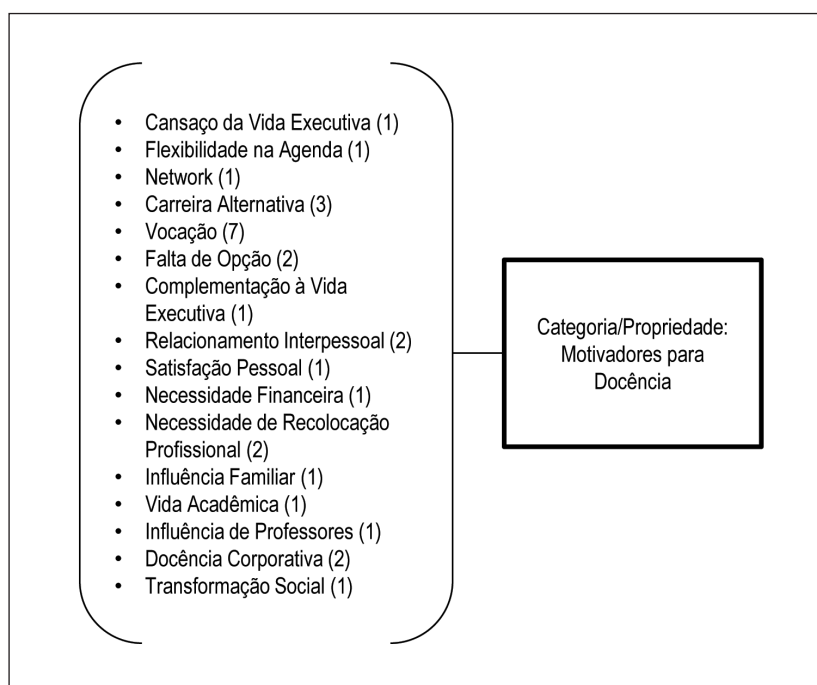 • Cansaço da Vida Executiva (1)
• Flexibilidade na Agenda (1)
• Network (1)
• Carreira Alternativa (3)
• Vocação (7)
• Falta de Opção (2)
• Complementação à Vida
Executiva (1)
• Relacionamento Interpessoal (2)
• Satisfação Pessoal (1)
• Necessidade Financeira (1)
• Necessidade de Recolocação
Profissional (2)
• Influência Familiar (1)
• Vida Acadêmica (1)
• Influência de Professores (1)
• Docência Corporativa (2)
• Transformação Social (1)
Categoria/Propriedade:
Motivadores para
Docência